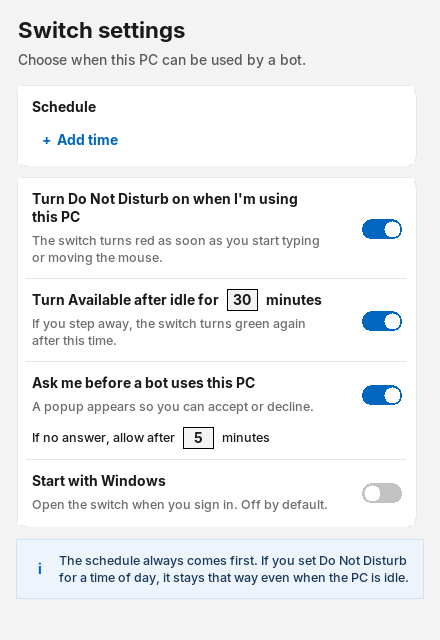 Switch settings
Choose when this PC can be used by a bot.
Schedule
+ Add time
Turn Do Not Disturb on when I'm using
this PC
The switch turns red as soon as you start typing
or moving the mouse.
Turn Available after idle for 30 minutes
If you step away, the switch turns green again
after this time.
Ask me before a bot uses this PC
A popup appears so you can accept or decline.
If no answer, allow after 5 minutes
Start with Windows
Open the switch when you sign in. Off by default.
i
The schedule always comes first. If you set Do Not Disturb
for a time of day, it stays that way even when the PC is idle.